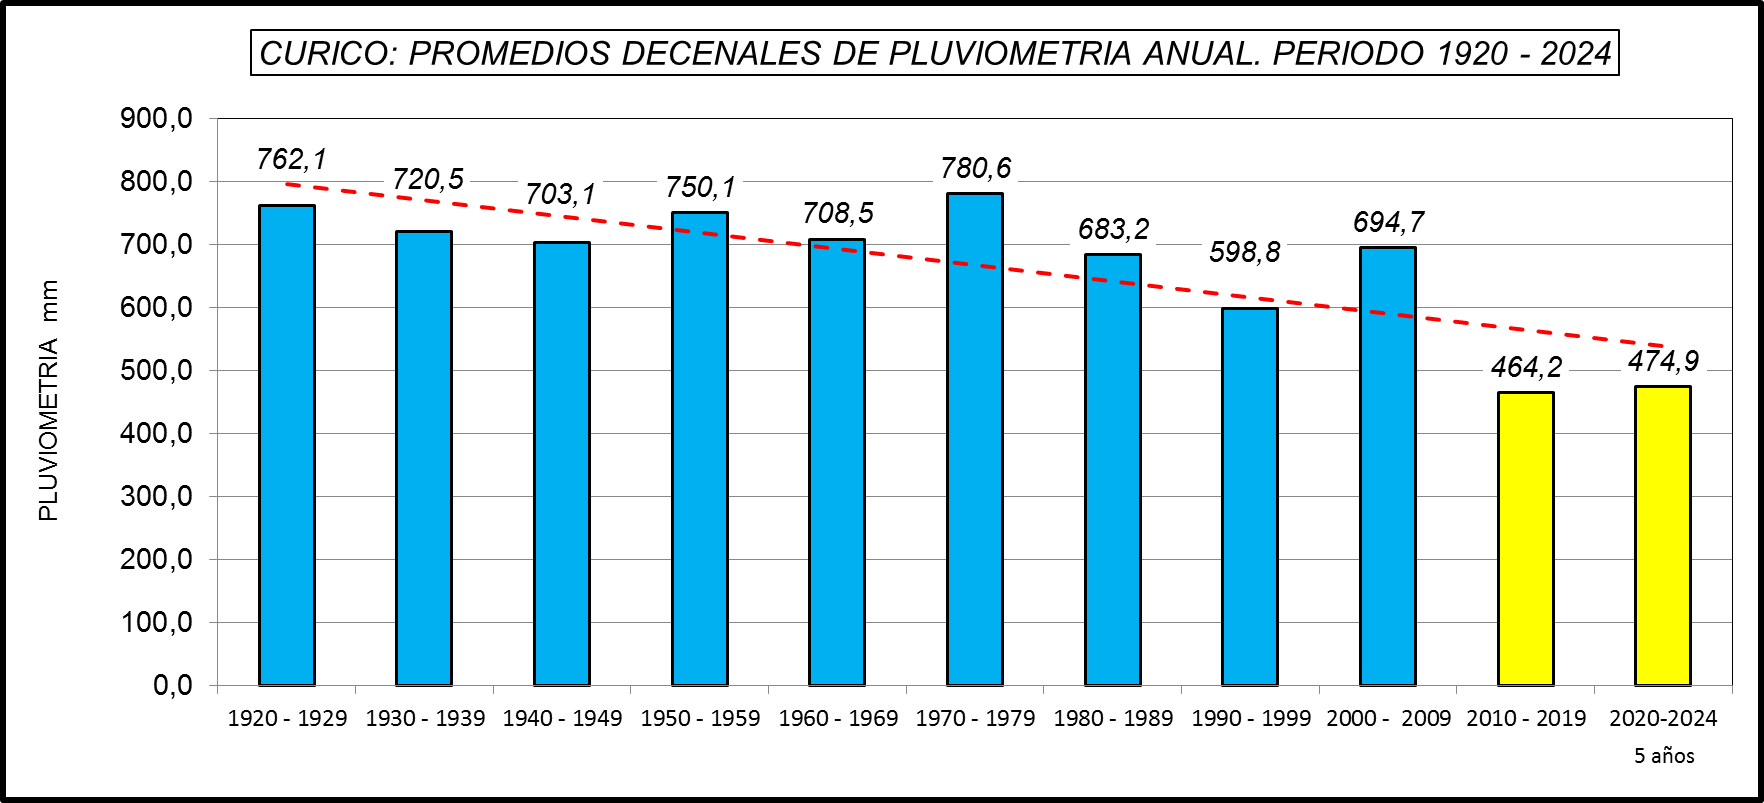 CURICO: PROMEDIOS DECENALES DE PLUVIOMETRIA ANUAL. PERIODO 1920 - 2024
PLUVIOMETRIA mm
900,0
800,0
700,0
600,0
500,0
400,0
300,0
200,0
100,0
0,0
762,1
720,5
703,1
750,1
708,5
780,6
683,2
598,8
694,7
464,2
474,9
1920 - 1929
1930 - 1939
1940 - 1949
1950 - 1959
1960 - 1969
1970 - 1979
1980 - 1989
1990 - 1999
2000 - 2009
2010 - 2019
2020-2024
5 años